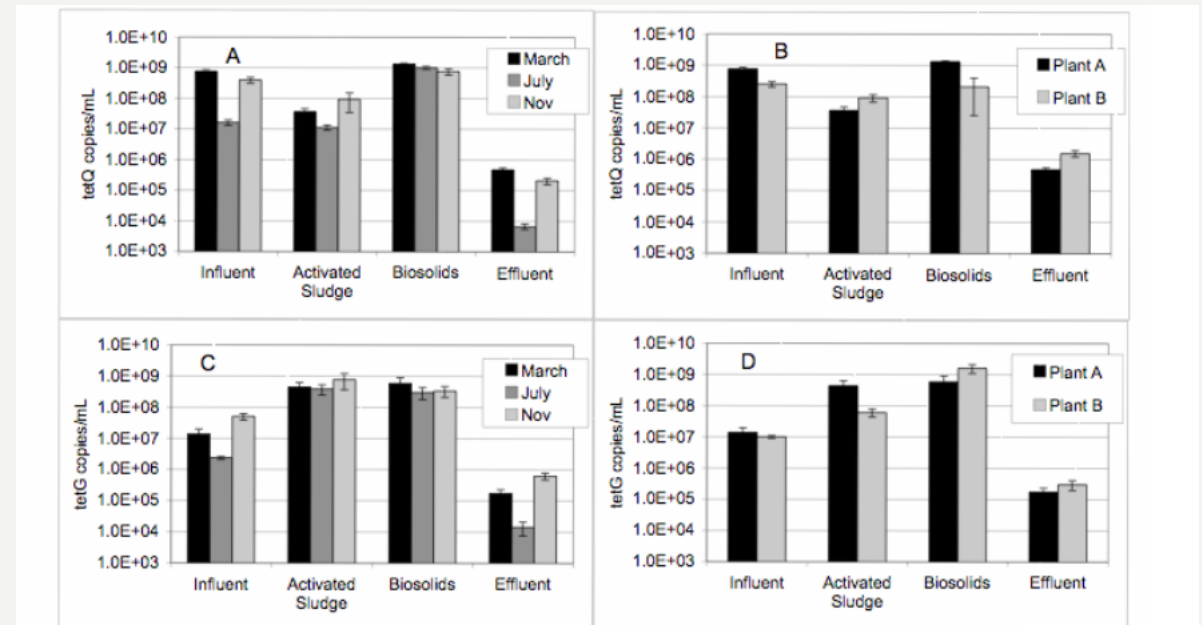 A
tetQ copies/mL
1.0E+10
1.0E+09
1.0E+08
1.0E+07
1.0E+06
1.0E+05
1.0E+04
1.0E+03
March
July
Nov
Influent Activated Sludge Biosolids Effluent
B
tetQ copies/mL
1.0E+10
1.0E+09
1.0E+08
1.0E+07
1.0E+06
1.0E+05
1.0E+04
1.0E+03
Plant A
Plant B
Influent Activated Sludge Biosolids Effluent
C
tetG copies/mL
1.0E+10
1.0E+09
1.0E+08
1.0E+07
1.0E+06
1.0E+05
1.0E+04
1.0E+03
March
July
Nov
Influent Activated Sludge Biosolids Effluent
D
tetG copies/mL
1.0E+10
1.0E+09
1.0E+08
1.0E+07
1.0E+06
1.0E+05
1.0E+04
1.0E+03
Plant A
Plant B
Influent Activated Sludge Biosolids Effluent